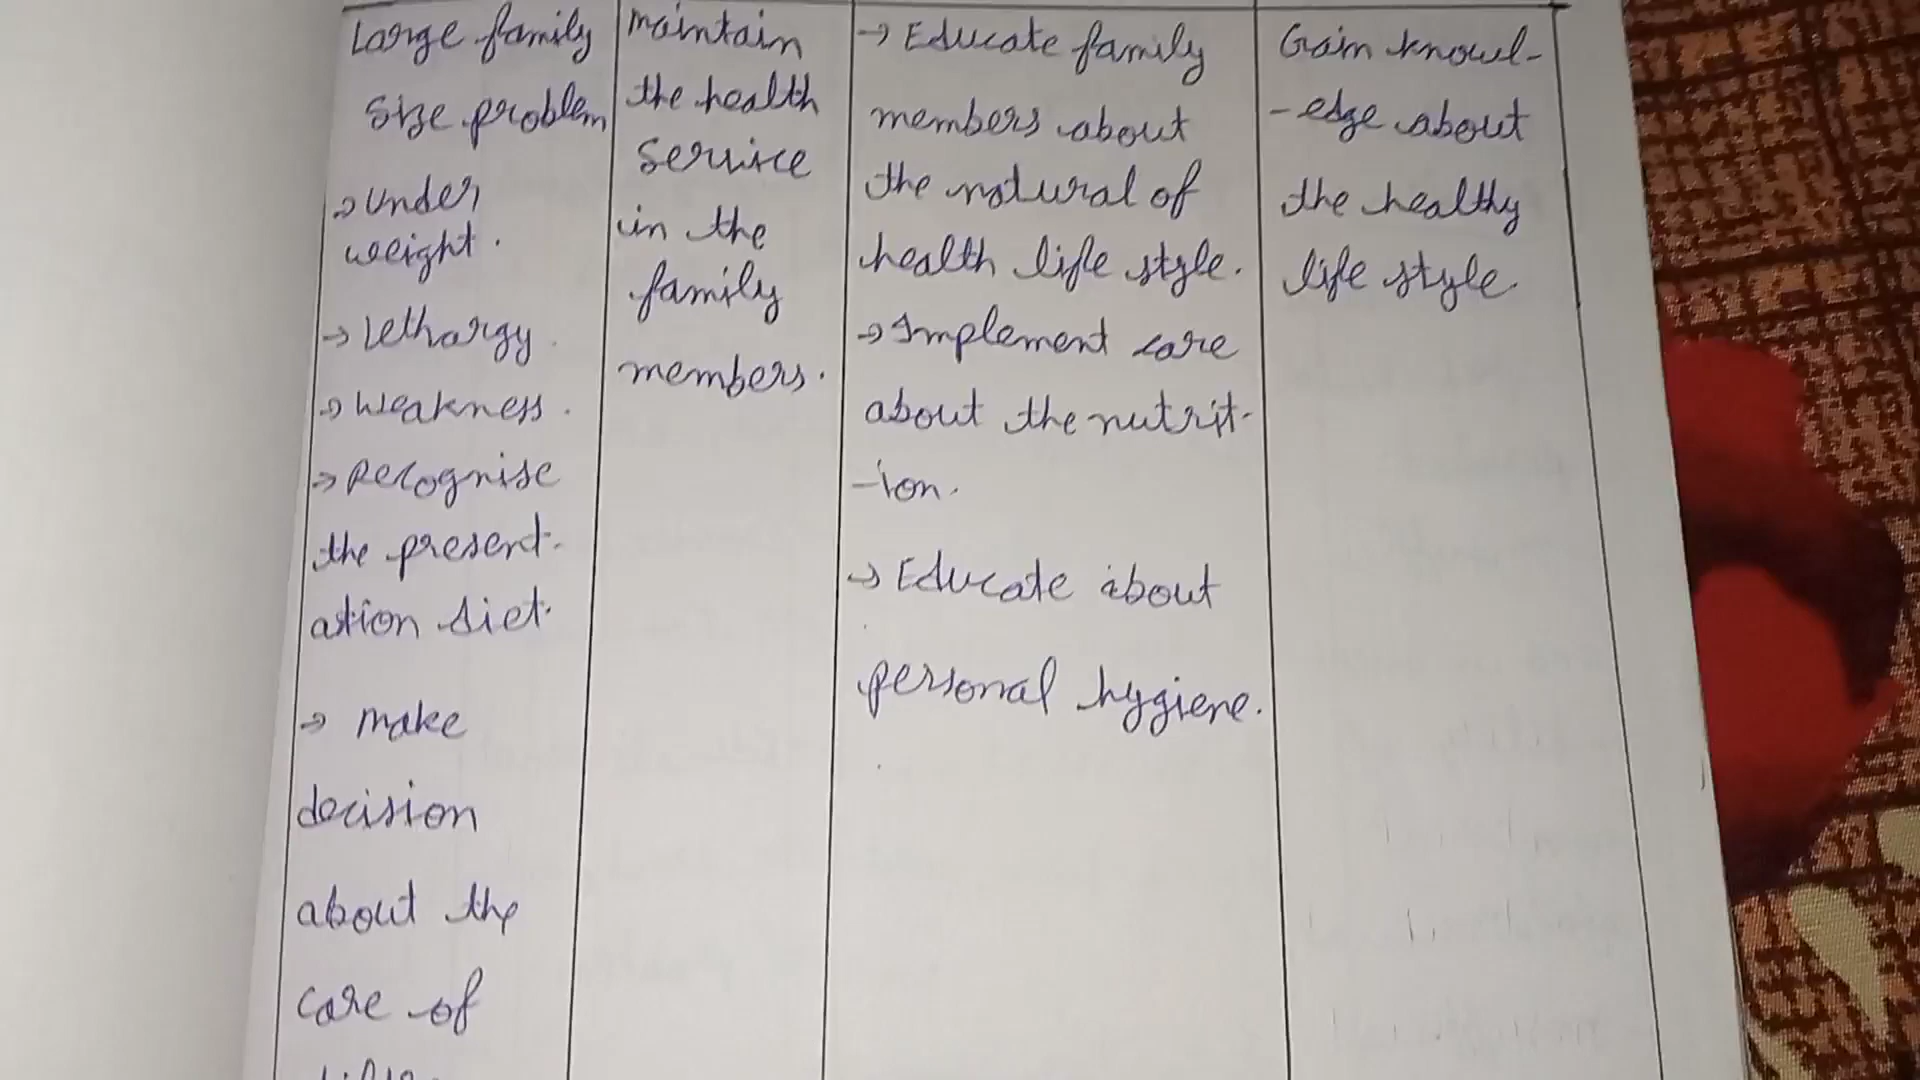 Large family
size problem
→ Under
weight.
→ Lethargy.
→ Weakness.
→ Recognise
the present-
ation diet.
→ make
decision
about the
care of
maintain
the health
service
in the
family
members.
→ Educate family
members about
the natural of
health life style.
→ Implement care
about the nutrit-
-ion.
→ Educate about
personal hygiene.
Gain knowl-
-edge about
the healthy
life style.